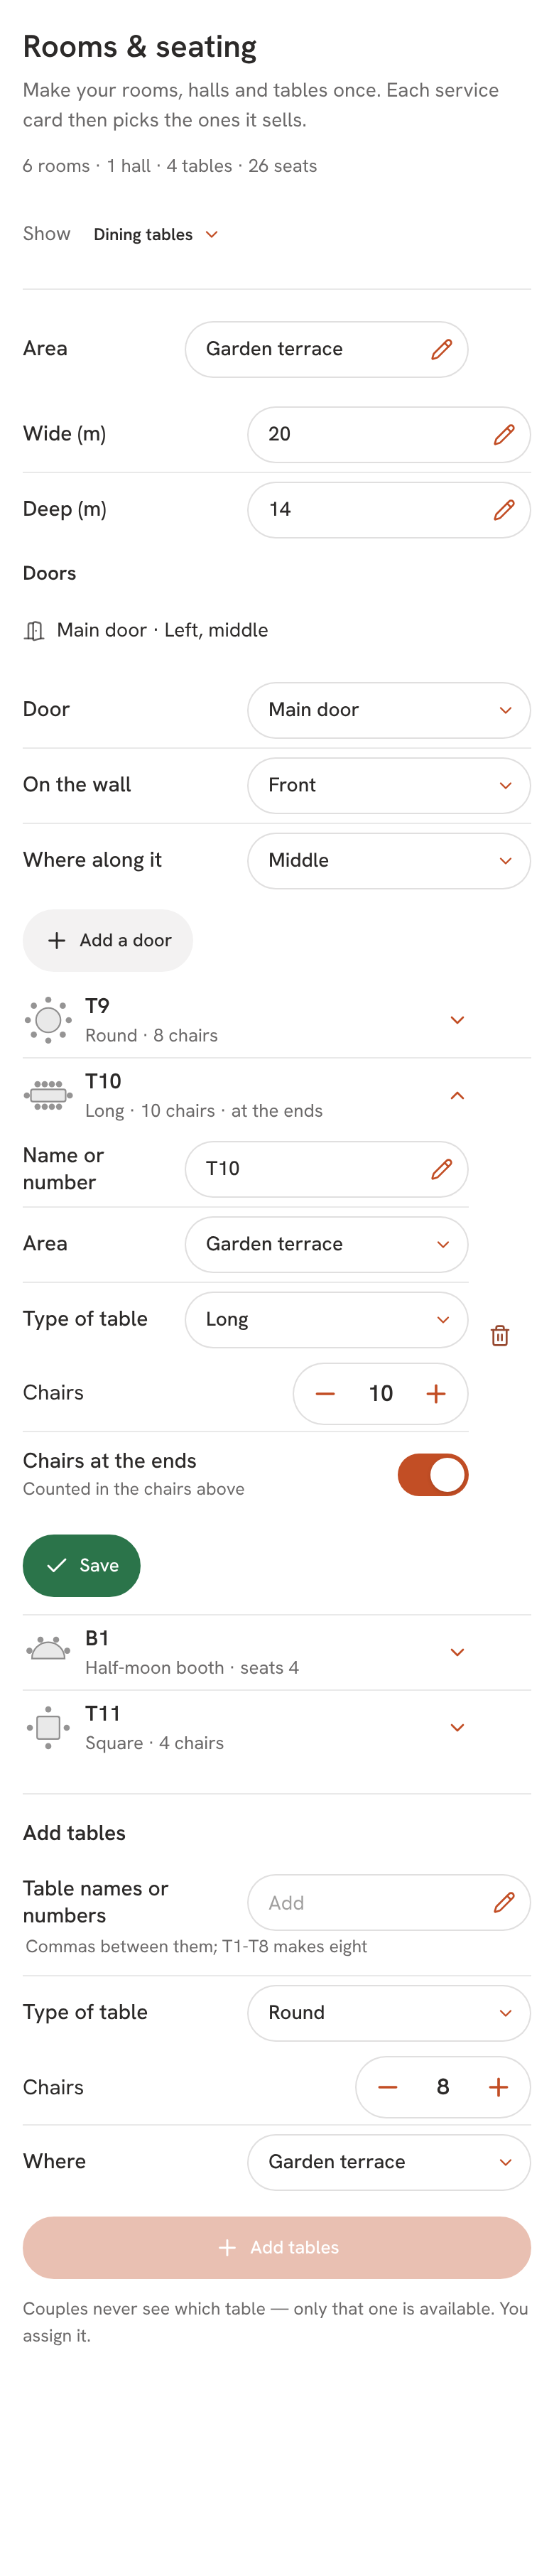 Rooms & seating
Make your rooms, halls and tables once. Each service
card then picks the ones it sells.
6 rooms · 1 hall · 4 tables · 26 seats
Show Dining tables
Area Garden terrace
Wide (m) 20
Deep (m) 14
Doors
Main door · Left, middle
Door Main door
On the wall Front
Where along it Middle
Add a door
T9
Round · 8 chairs
T10
Long · 10 chairs · at the ends
Name or
number T10
Area Garden terrace
Type of table Long
Chairs 10
Chairs at the ends
Counted in the chairs above
Save
B1
Half-moon booth · seats 4
T11
Square · 4 chairs
Add tables
Table names or
numbers Add
Commas between them; T1-T8 makes eight
Type of table Round
Chairs 8
Where Garden terrace
Add tables
Couples never see which table — only that one is available. You
assign it.